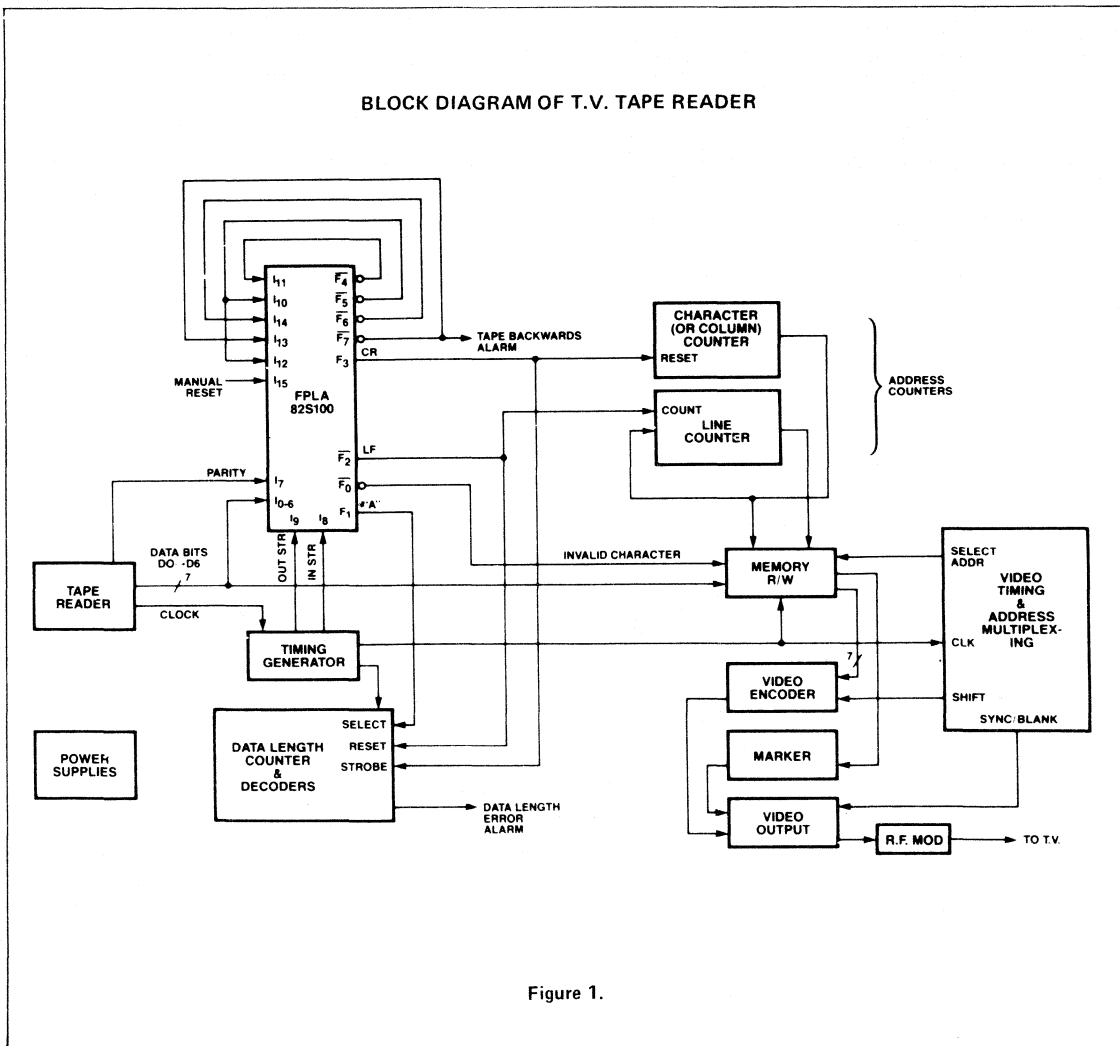 BLOCK DIAGRAM OF T.V. TAPE READER
I11
I10
I14
I13
I12
I15
MANUAL
RESET
FPLA
82S100
F4
F5
F6
F7
F3
CR
TAPE BACKWARDS
ALARM
CHARACTER
(OR COLUMN)
COUNTER
RESET
COUNT
LINE
COUNTER
ADDRESS
COUNTERS
F2
LF
F0
F1
"A"
PARITY
I7
I0-6
I9
I8
OUT STR
IN STR
INVALID CHARACTER
DATA BITS
DO -D6
7
TAPE
READER
CLOCK
TIMING
GENERATOR
MEMORY
R/W
SELECT
ADDR
VIDEO
TIMING
&
ADDRESS
MULTIPLEX-
ING
CLK
SHIFT
SYNC/BLANK
7
VIDEO
ENCODER
MARKER
VIDEO
OUTPUT
R.F. MOD
TO T.V.
SELECT
RESET
STROBE
DATA LENGTH
COUNTER
&
DECODERS
DATA LENGTH
ERROR
ALARM
POWER
SUPPLIES
Figure 1.